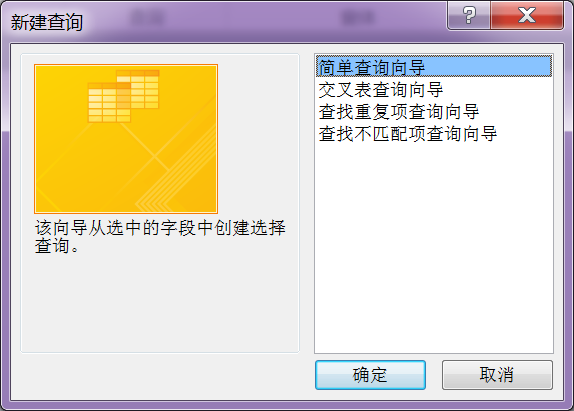 新建查询
简单查询向导
交叉表查询向导
查找重复项查询向导
查找不匹配项查询向导
该向导从选中的字段中创建选择
查询。
确定
取消